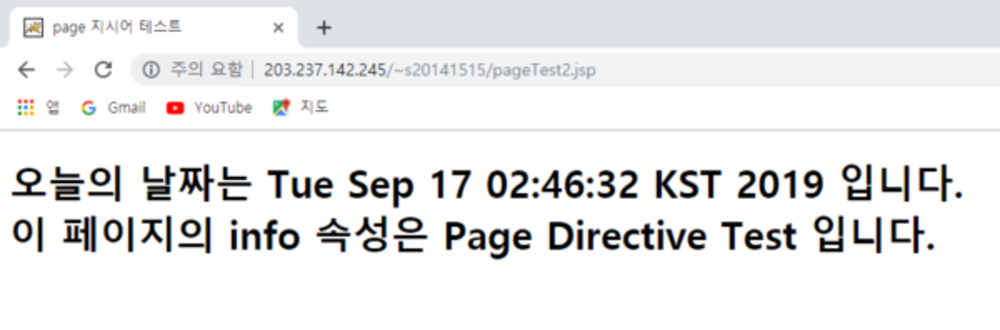 page 지시어 테스트
주의 요함 | 203.237.142.245/~s20141515/pageTest2.jsp
앱 Gmail YouTube 지도
오늘의 날짜는 Tue Sep 17 02:46:32 KST 2019 입니다.
이 페이지의 info 속성은 Page Directive Test 입니다.